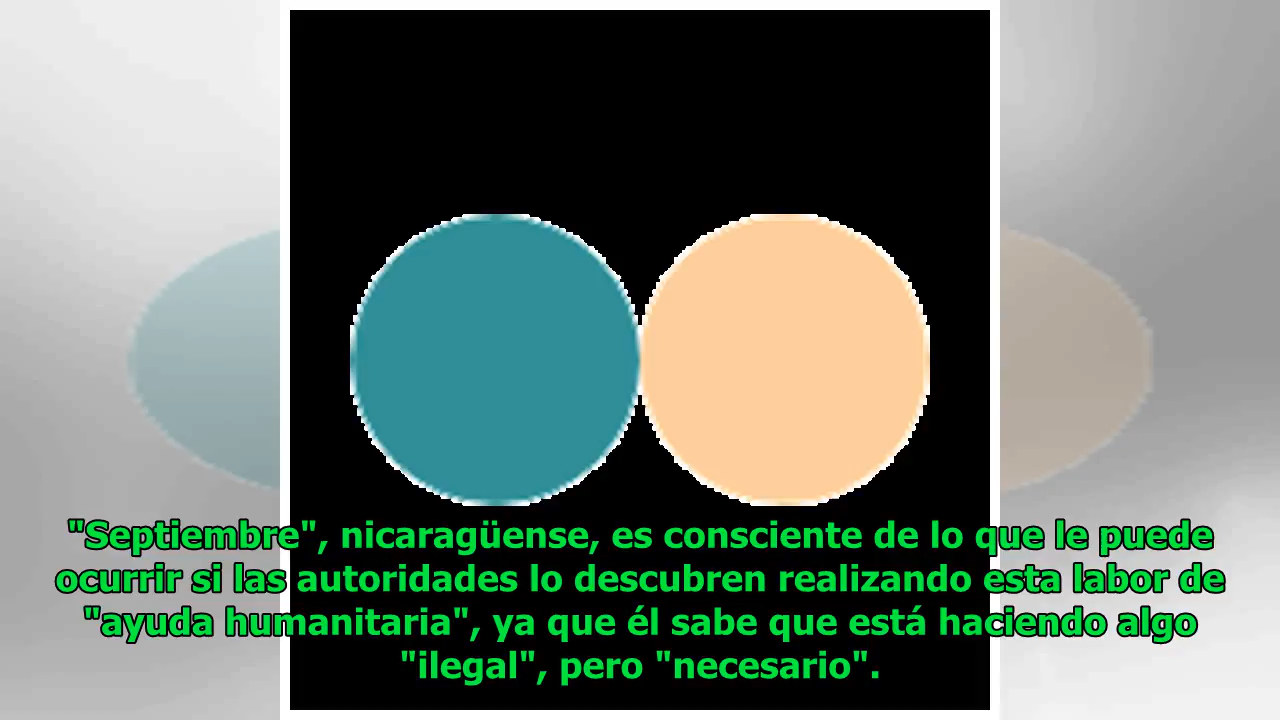 "Septiembre", nicaragüense, es consciente de lo que le puede
ocurrir si las autoridades lo descubren realizando esta labor de
"ayuda humanitaria", ya que él sabe que está haciendo algo
"ilegal", pero "necesario".